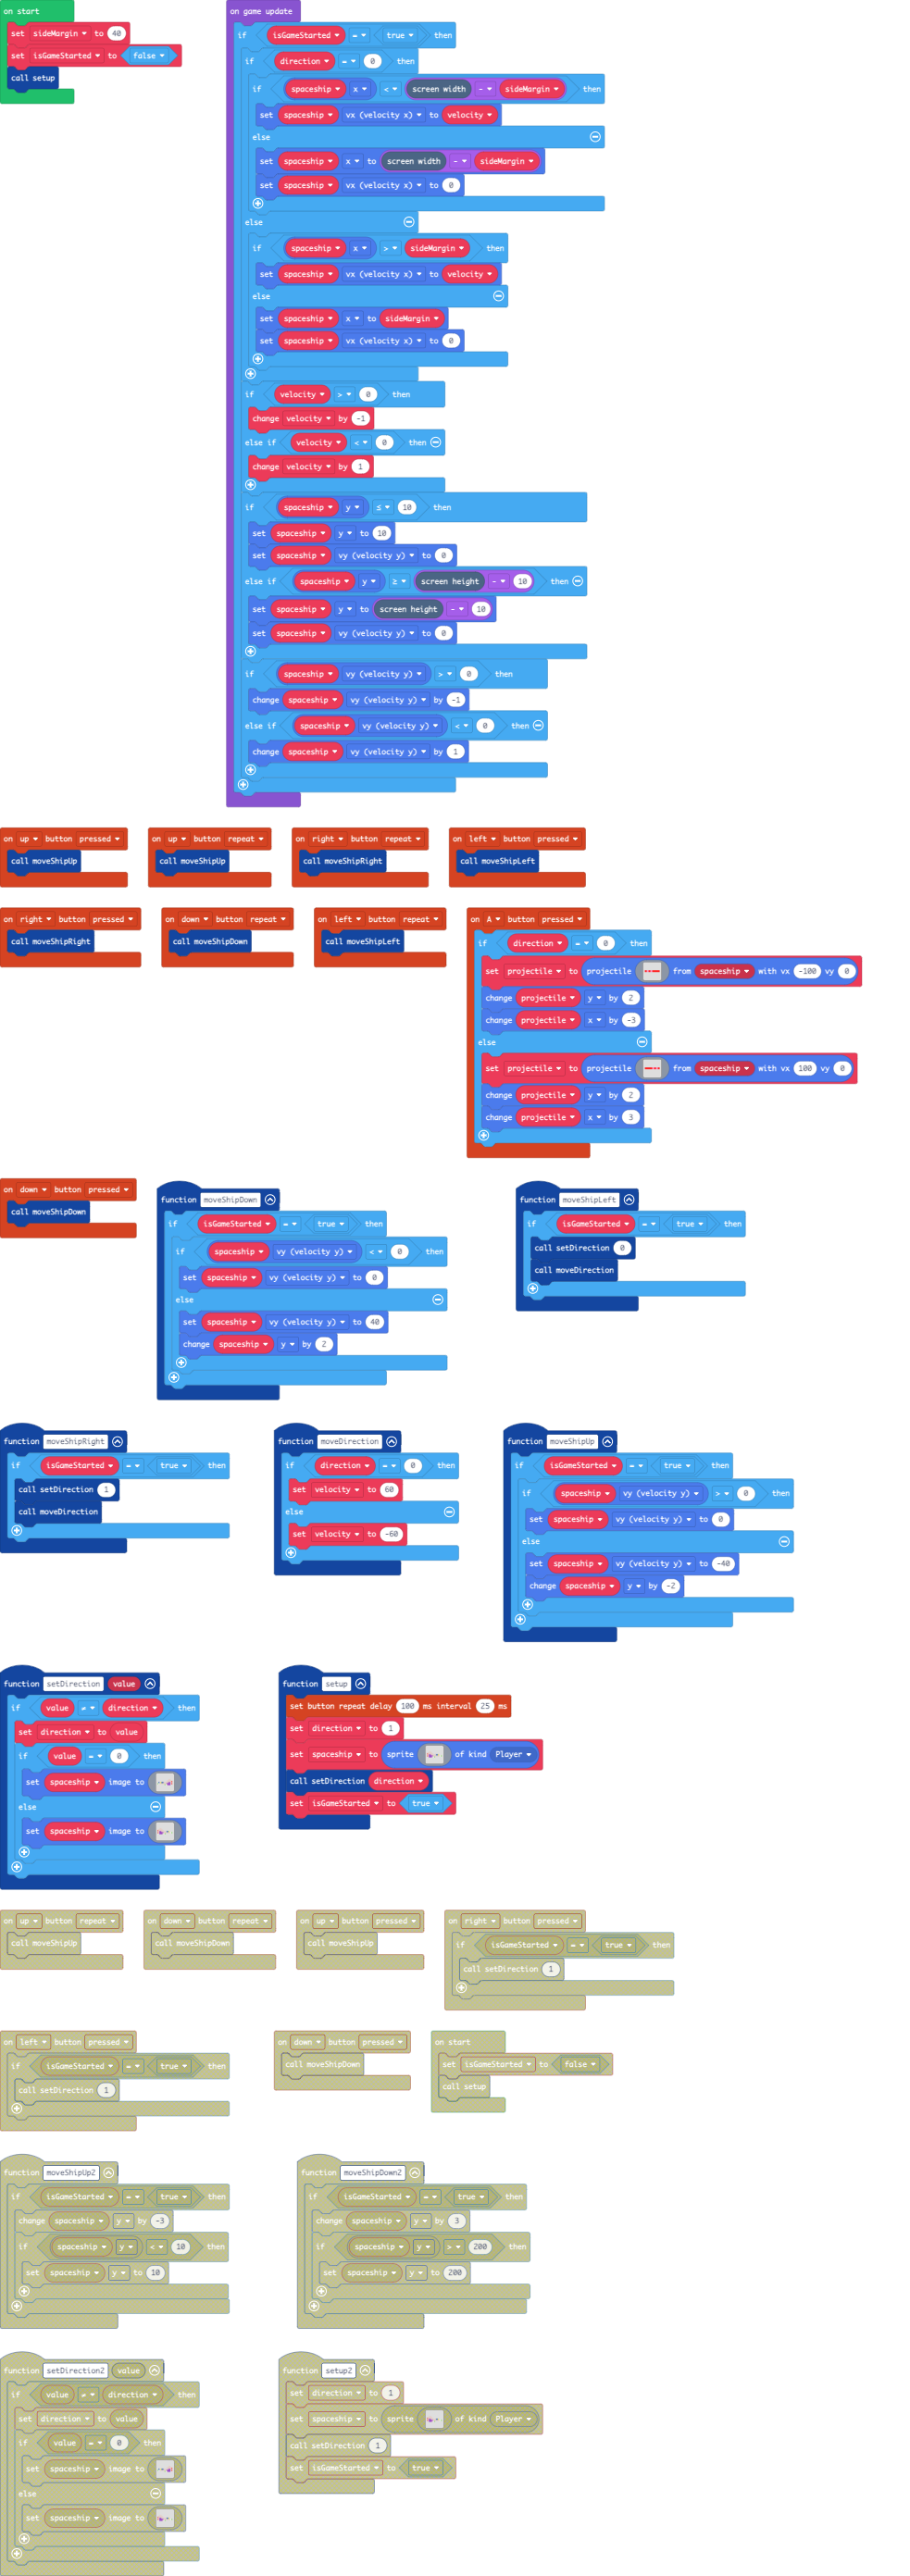 on start
set sideMargin to 40
set isGameStarted to false
call setup
on game update
if isGameStarted = true then
if direction = 0 then
if spaceship x < screen width - sideMargin then
set spaceship vx (velocity x) to velocity
else
set spaceship x to screen width - sideMargin
set spaceship vx (velocity x) to 0
else
if spaceship x > sideMargin then
set spaceship vx (velocity x) to velocity
else
set spaceship x to sideMargin
set spaceship vx (velocity x) to 0
if velocity > 0 then
change velocity by -1
else if velocity < 0 then
change velocity by 1
if spaceship y ≤ 10 then
set spaceship y to 10
set spaceship vy (velocity y) to 0
else if spaceship y ≥ screen height - 10 then
set spaceship y to screen height - 10
set spaceship vy (velocity y) to 0
if spaceship vy (velocity y) > 0 then
change spaceship vy (velocity y) by -1
else if spaceship vy (velocity y) < 0 then
change spaceship vy (velocity y) by 1
on up button pressed
call moveShipUp
on up button repeat
call moveShipUp
on right button repeat
call moveShipRight
on left button pressed
call moveShipLeft
on right button pressed
call moveShipRight
on down button repeat
call moveShipDown
on left button repeat
call moveShipLeft
on A button pressed
if direction = 0 then
set projectile to projectile from spaceship with vx -100 vy 0
change projectile y by 2
change projectile x by -3
else
set projectile to projectile from spaceship with vx 100 vy 0
change projectile y by 2
change projectile x by 3
on down button pressed
call moveShipDown
function moveShipDown
if isGameStarted = true then
if spaceship vy (velocity y) < 0 then
set spaceship vy (velocity y) to 0
else
set spaceship vy (velocity y) to 40
change spaceship y by 2
function moveShipLeft
if isGameStarted = true then
call setDirection 0
call moveDirection
function moveShipRight
if isGameStarted = true then
call setDirection 1
call moveDirection
function moveDirection
if direction = 0 then
set velocity to 60
else
set velocity to -60
function moveShipUp
if isGameStarted = true then
if spaceship vy (velocity y) > 0 then
set spaceship vy (velocity y) to 0
else
set spaceship vy (velocity y) to -40
change spaceship y by -2
function setDirection value
if value ≠ direction then
set direction to value
if value = 0 then
set spaceship image to
else
set spaceship image to
function setup
set button repeat delay 100 ms interval 25 ms
set direction to 1
set spaceship to sprite of kind Player
call setDirection direction
set isGameStarted to true
on up button repeat
call moveShipUp
on down button repeat
call moveShipDown
on up button pressed
call moveShipUp
on right button pressed
if isGameStarted = true then
call setDirection 1
on left button pressed
if isGameStarted = true then
call setDirection 1
on down button pressed
call moveShipDown
on start
set isGameStarted to false
call setup
function moveShipUp2
if isGameStarted = true then
change spaceship y by -3
if spaceship y < 10 then
set spaceship y to 10
function moveShipDown2
if isGameStarted = true then
change spaceship y by 3
if spaceship y > 200 then
set spaceship y to 200
function setDirection2 value
if value ≠ direction then
set direction to value
if value = 0 then
set spaceship image to
else
set spaceship image to
function setup2
set direction to 1
set spaceship to sprite of kind Player
call setDirection 1
set isGameStarted to true